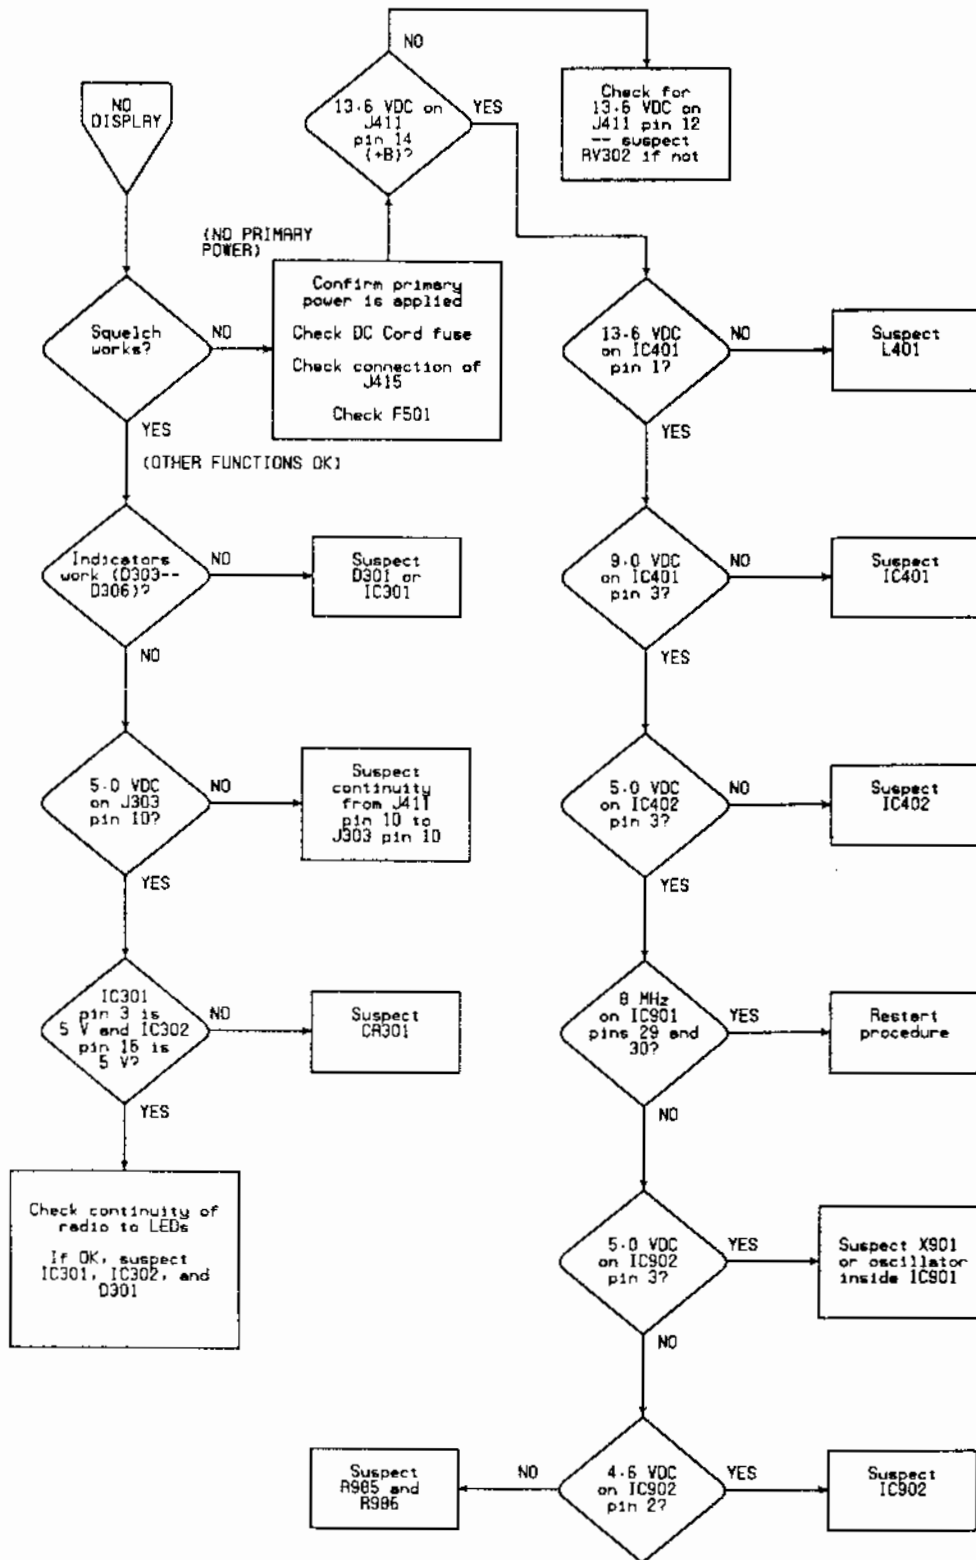 NO
DISPLAY
Squelch
works?
NO
YES
(NO PRIMARY
POWER)
Confirm primary
power is applied
Check DC Cord fuse
Check connection of
J415
Check F501
13.6 VDC on
J411
pin 14
(+B)?
NO
YES
Check for
13.6 VDC on
J411 pin 12
-- suspect
RV302 if not
(OTHER FUNCTIONS OK)
Indicators
work (D303--
D306)?
NO
Suspect
D301 or
IC301
NO
5.0 VDC
on J303
pin 10?
NO
Suspect
continuity
from J411
pin 10 to
J303 pin 10
YES
IC301
pin 3 is
5 V and IC302
pin 16 is
5 V?
NO
Suspect
CR301
YES
Check continuity of
radio to LEDs
If OK, suspect
IC301, IC302, and
D301
13.6 VDC
on IC401
pin 1?
NO
Suspect
L401
YES
9.0 VDC
on IC401
pin 3?
NO
Suspect
IC401
YES
5.0 VDC
on IC402
pin 3?
NO
Suspect
IC402
YES
8 MHz
on IC901
pins 29 and
30?
YES
Restart
procedure
NO
5.0 VDC
on IC902
pin 3?
YES
Suspect X901
or oscillator
inside IC901
NO
4.6 VDC
on IC902
pin 2?
NO
Suspect
R985 and
R986
YES
Suspect
IC902